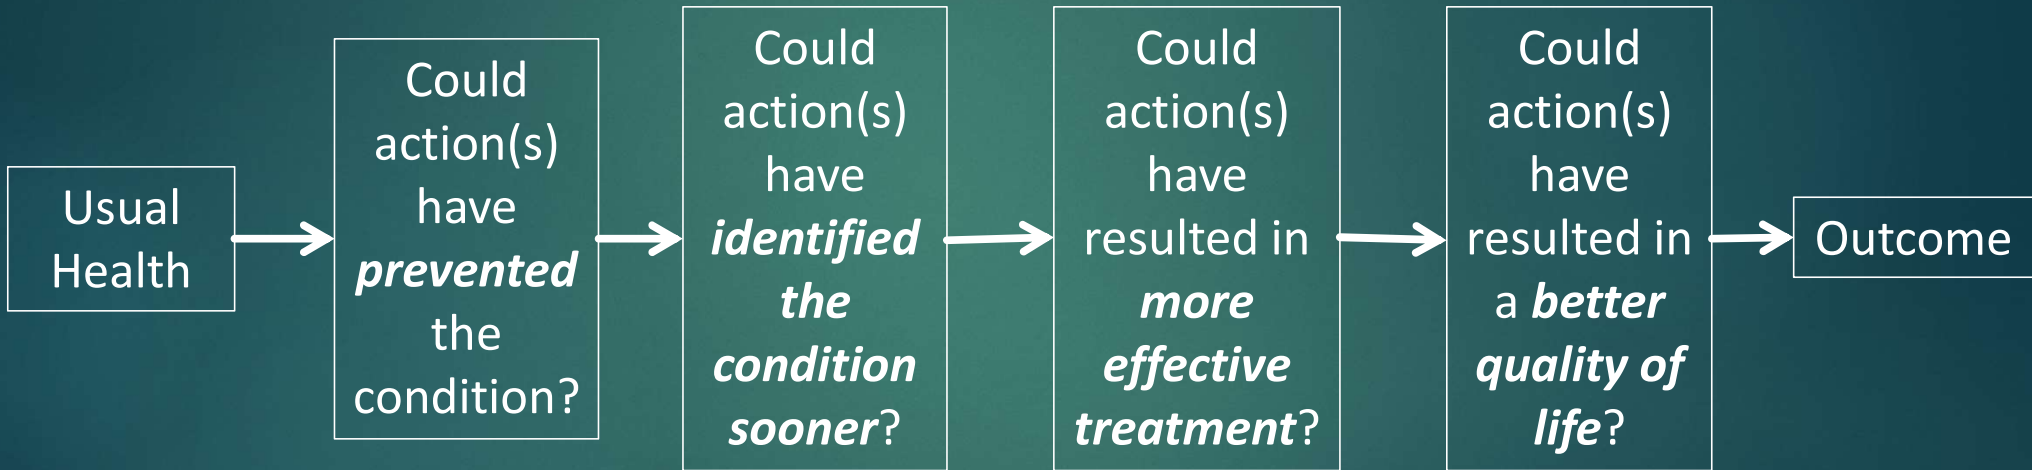 Usual
Health
Could
action(s)
have
prevented
the
condition?
Could
action(s)
have
identified
the
condition
sooner?
Could
action(s)
have
resulted in
more
effective
treatment?
Could
action(s)
have
resulted in
a better
quality of
life?
Outcome